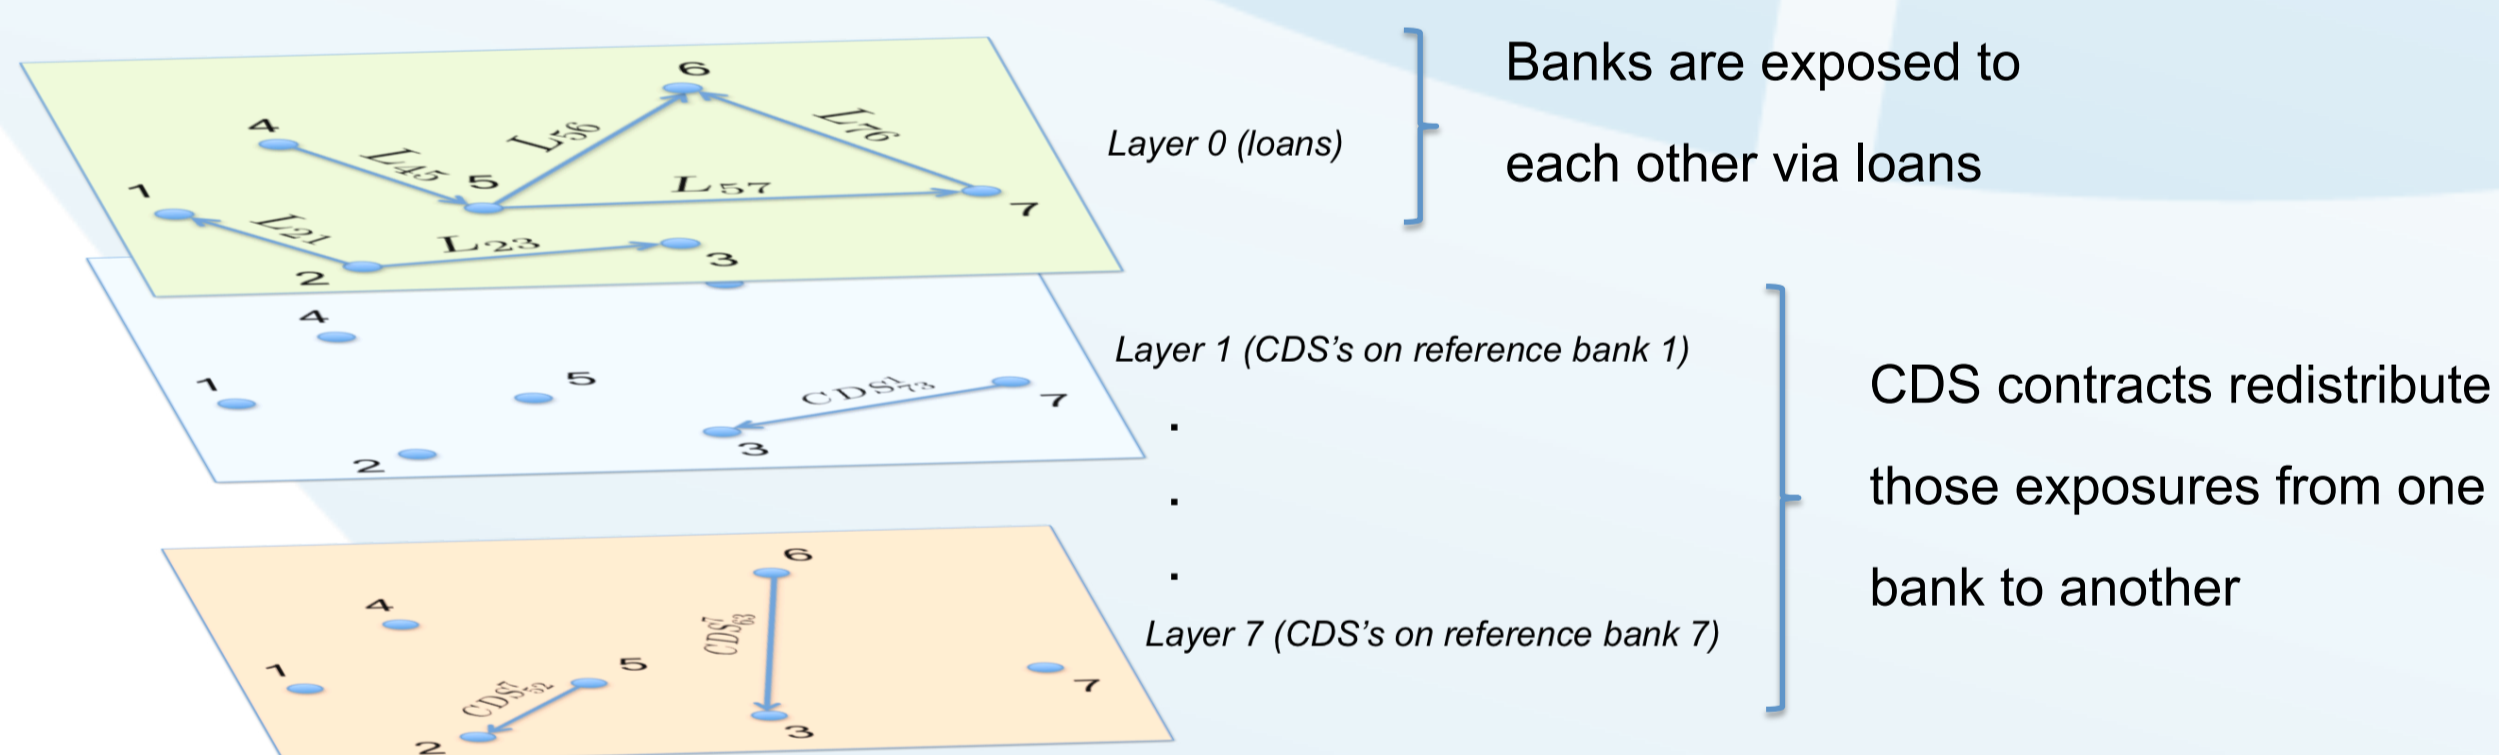 6
4
L56
L76
Layer 0 (loans)
Banks are exposed to
each other via loans
L45
5
1
L57
7
L21
L23
2
3
4
Layer 1 (CDS's on reference bank 1)
1
5
CDS¹73
7
2
3
.
.
.
CDS contracts redistribute
those exposures from one
bank to another
6
4
CDS⁷63
Layer 7 (CDS's on reference bank 7)
1
5
7
CDS⁷52
2
3